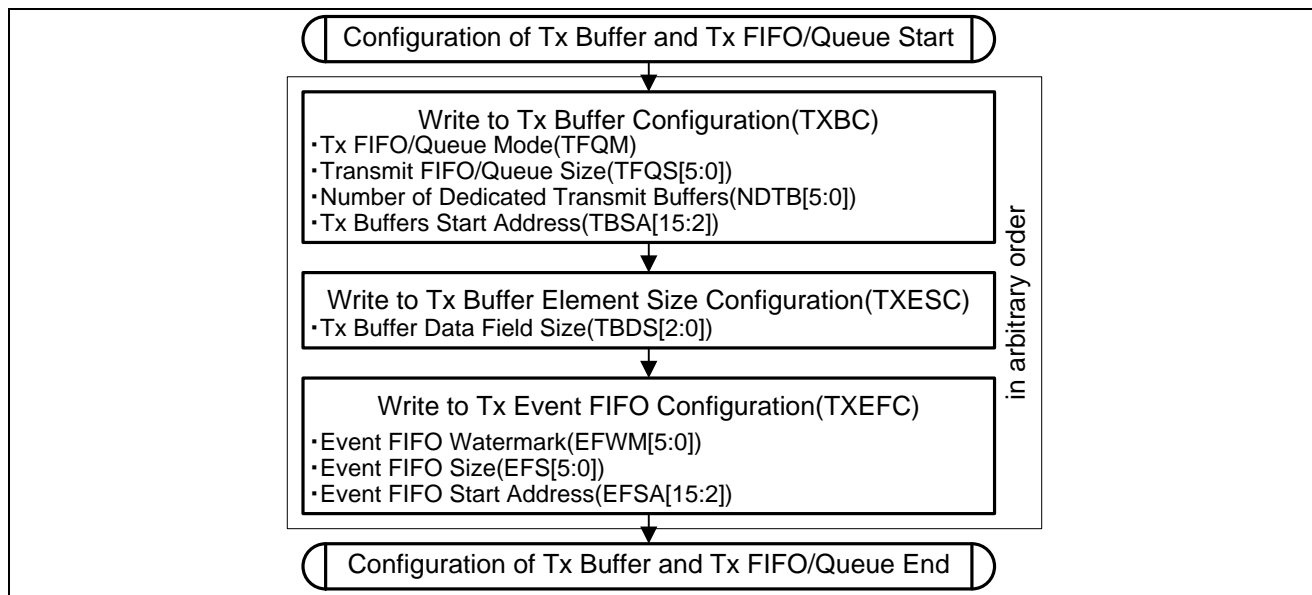 Configuration of Tx Buffer and Tx FIFO/Queue Start
Write to Tx Buffer Configuration(TXBC)
・Tx FIFO/Queue Mode(TFQM)
・Transmit FIFO/Queue Size(TFQS[5:0])
・Number of Dedicated Transmit Buffers(NDTB[5:0])
・Tx Buffers Start Address(TBSA[15:2])
Write to Tx Buffer Element Size Configuration(TXESC)
・Tx Buffer Data Field Size(TBDS[2:0])
Write to Tx Event FIFO Configuration(TXEFC)
・Event FIFO Watermark(EFWM[5:0])
・Event FIFO Size(EFS[5:0])
・Event FIFO Start Address(EFSA[15:2])
in arbitrary order
Configuration of Tx Buffer and Tx FIFO/Queue End